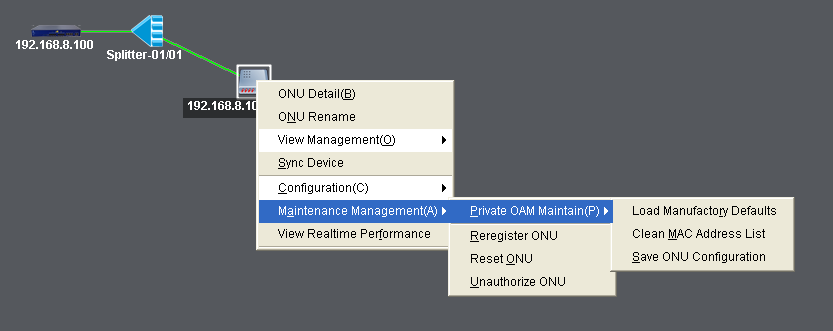 192.168.8.100
Splitter-01/01
192.168.8.10
ONU Detail(B)
ONU Rename
View Management(O)
Sync Device
Configuration(C)
Maintenance Management(A)
View Realtime Performance
Private OAM Maintain(P)
Reregister ONU
Reset ONU
Unauthorize ONU
Load Manufactory Defaults
Clean MAC Address List
Save ONU Configuration